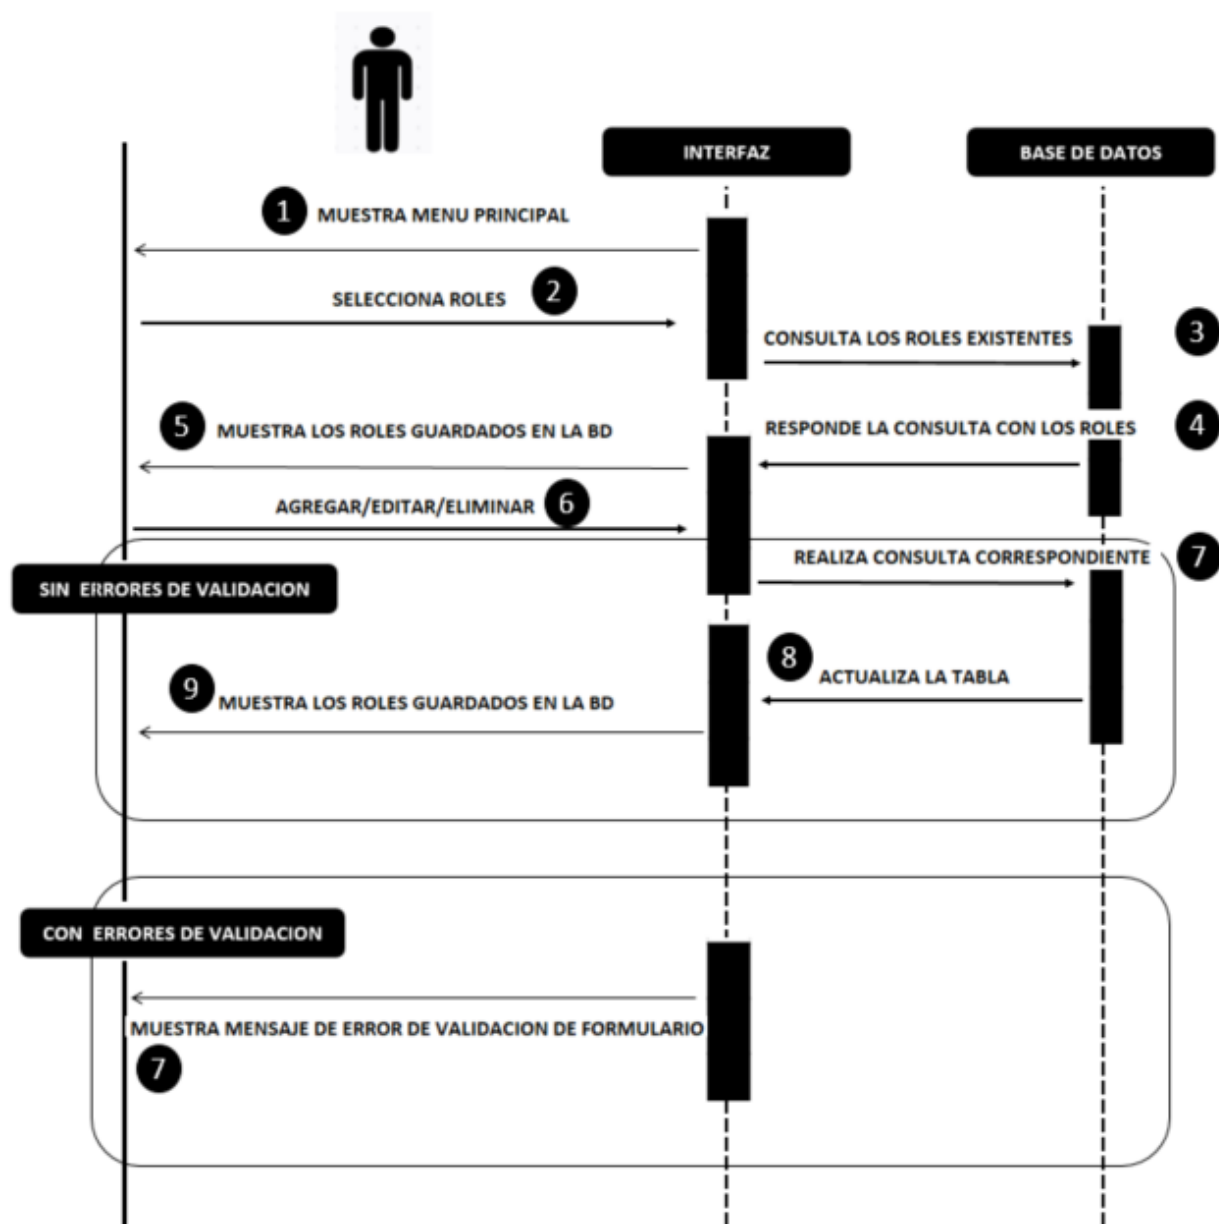 INTERFAZ
BASE DE DATOS
1 MUESTRA MENU PRINCIPAL
SELECCIONA ROLES 2
CONSULTA LOS ROLES EXISTENTES 3
RESPONDE LA CONSULTA CON LOS ROLES 4
5 MUESTRA LOS ROLES GUARDADOS EN LA BD
AGREGAR/EDITAR/ELIMINAR 6
SIN ERRORES DE VALIDACION
REALIZA CONSULTA CORRESPONDIENTE 7
8 ACTUALIZA LA TABLA
9 MUESTRA LOS ROLES GUARDADOS EN LA BD
CON ERRORES DE VALIDACION
MUESTRA MENSAJE DE ERROR DE VALIDACION DE FORMULARIO
7